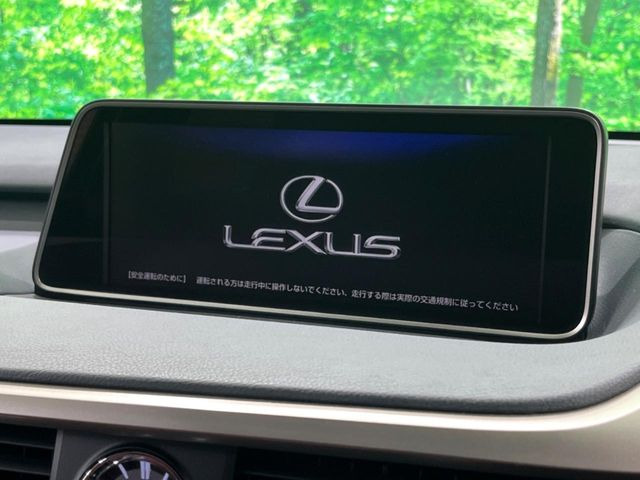 LEXUS
[安全運転のために] 運転される方は走行中に操作しないでください、走行する際は実際の交通規制に従ってください